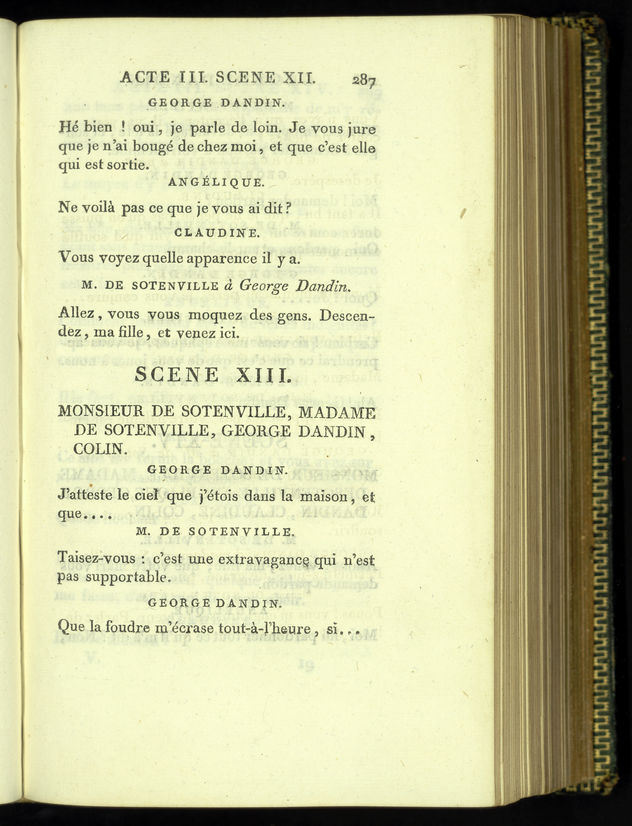 ACTE III. SCENE XII. 287
GEORGE DANDIN.
Hé bien ! oui, je parle de loin. Je vous jure
que je n'ai bougé de chez moi, et que c'est elle
qui est sortie.
ANGÉLIQUE.
Ne voilà pas ce que je vous ai dit ?
CLAUDINE.
Vous voyez quelle apparence il y a.
M. DE SOTENVILLE à George Dandin.
Allez, vous vous moquez des gens. Descen-
dez, ma fille, et venez ici.
SCENE XIII.
MONSIEUR DE SOTENVILLE, MADAME
DE SOTENVILLE, GEORGE DANDIN,
COLIN.
GEORGE DANDIN.
J'atteste le ciel que j'étois dans la maison, et
que....
M. DE SOTENVILLE.
Taisez-vous : c'est une extravagance qui n'est
pas supportable.
GEORGE DANDIN.
Que la foudre m'écrase tout-à-l'heure, si...